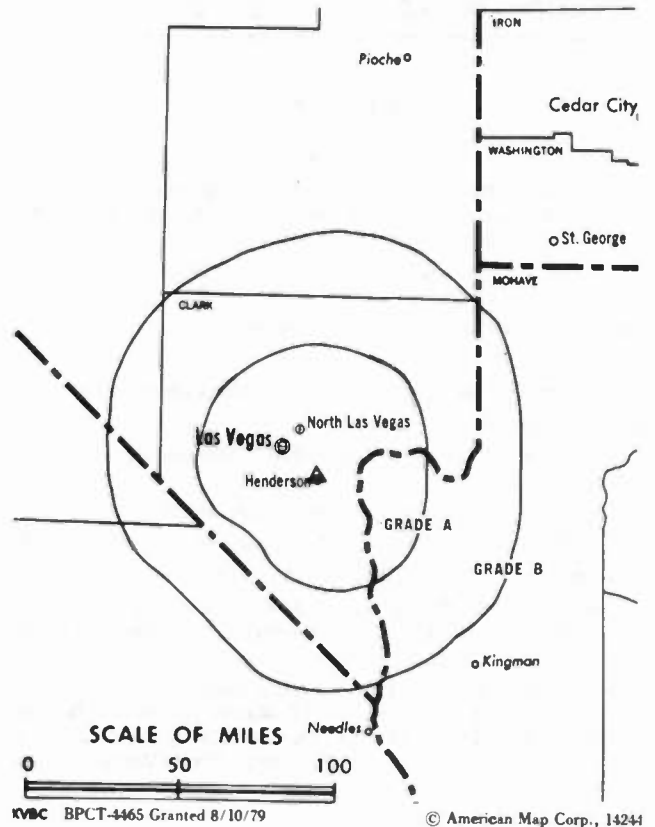 IRON
Pioche
Cedar City
WASHINGTON
St. George
MOHAVE
CLARK
North Las Vegas
Las Vegas
Henderson
GRADE A
GRADE B
Kingman
Needles
SCALE OF MILES
0 50 100
KVBC BPCT-4465 Granted 8/10/79
© American Map Corp., 14244